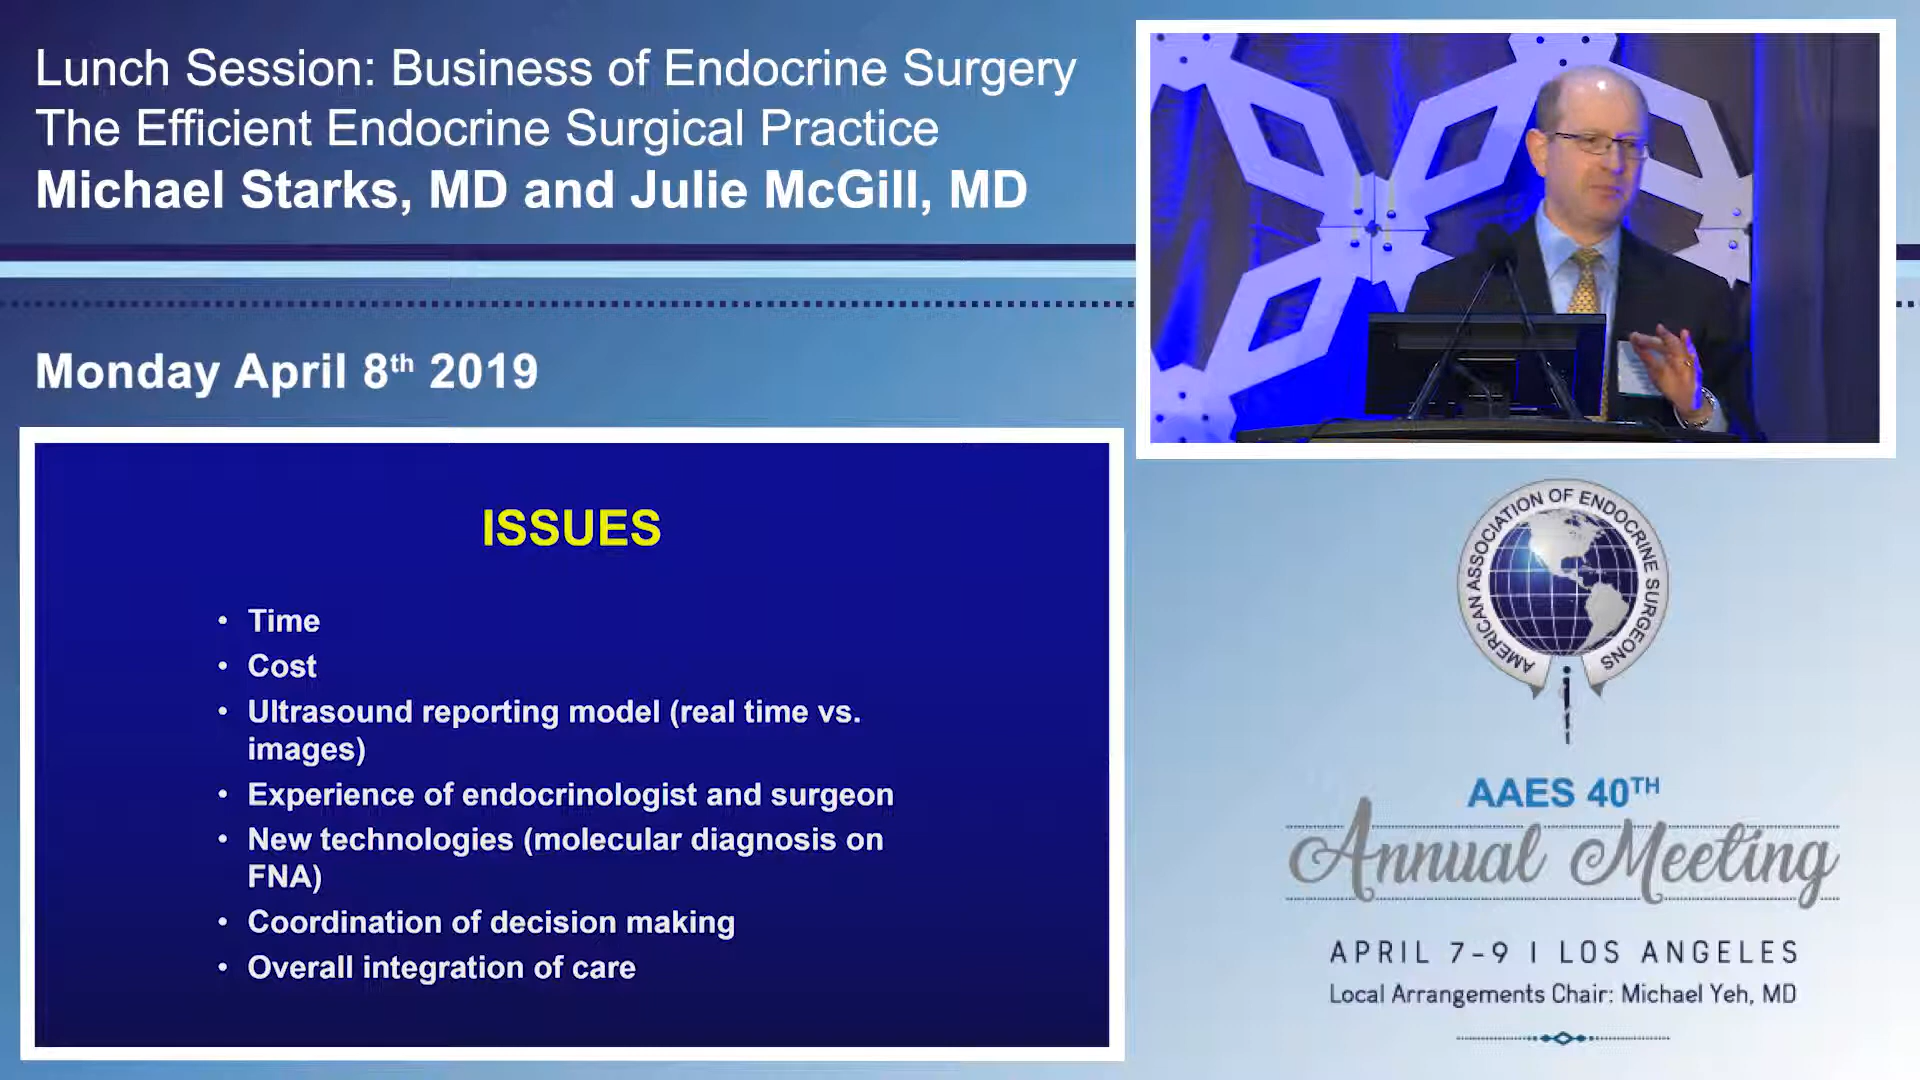 Lunch Session: Business of Endocrine Surgery
The Efficient Endocrine Surgical Practice
Michael Starks, MD and Julie McGill, MD
Monday April 8th 2019
ISSUES
• Time
• Cost
• Ultrasound reporting model (real time vs.
images)
• Experience of endocrinologist and surgeon
• New technologies (molecular diagnosis on
FNA)
• Coordination of decision making
• Overall integration of care
AMERICAN ASSOCIATION OF ENDOCRINE SURGEONS
AAES 40TH
Annual Meeting
APRIL 7-9 | LOS ANGELES
Local Arrangements Chair: Michael Yeh, MD